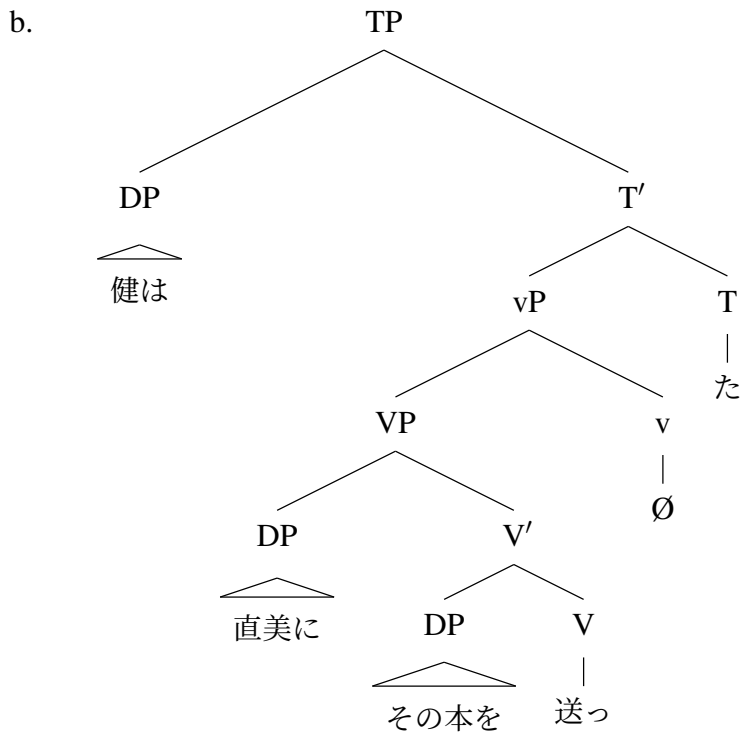 b.
TP
DP T′
健は
vP T
た
VP v
Ø
DP V′
直美に
DP V
その本を 送っ